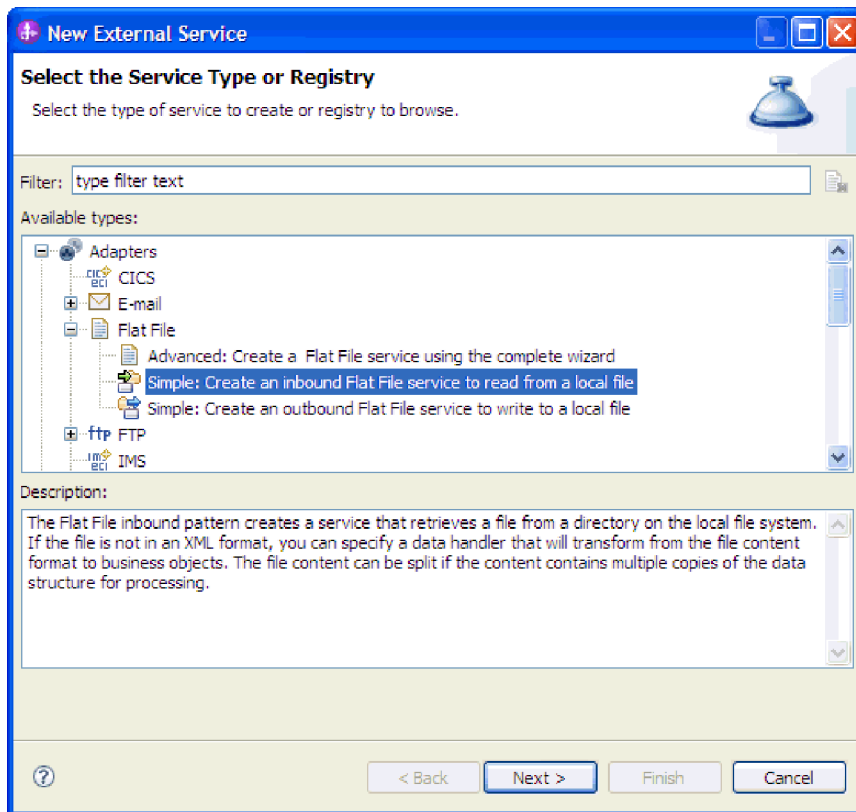 New External Service
Select the Service Type or Registry
Select the type of service to create or registry to browse.
Filter: type filter text
Available types:
Adapters
CICS
E-mail
Flat File
Advanced: Create a Flat File service using the complete wizard
Simple: Create an inbound Flat File service to read from a local file
Simple: Create an outbound Flat File service to write to a local file
ftp FTP
IMS
Description:
The Flat File inbound pattern creates a service that retrieves a file from a directory on the local file system.
If the file is not in an XML format, you can specify a data handler that will transform from the file content
format to business objects. The file content can be split if the content contains multiple copies of the data
structure for processing.
< Back Next > Finish Cancel